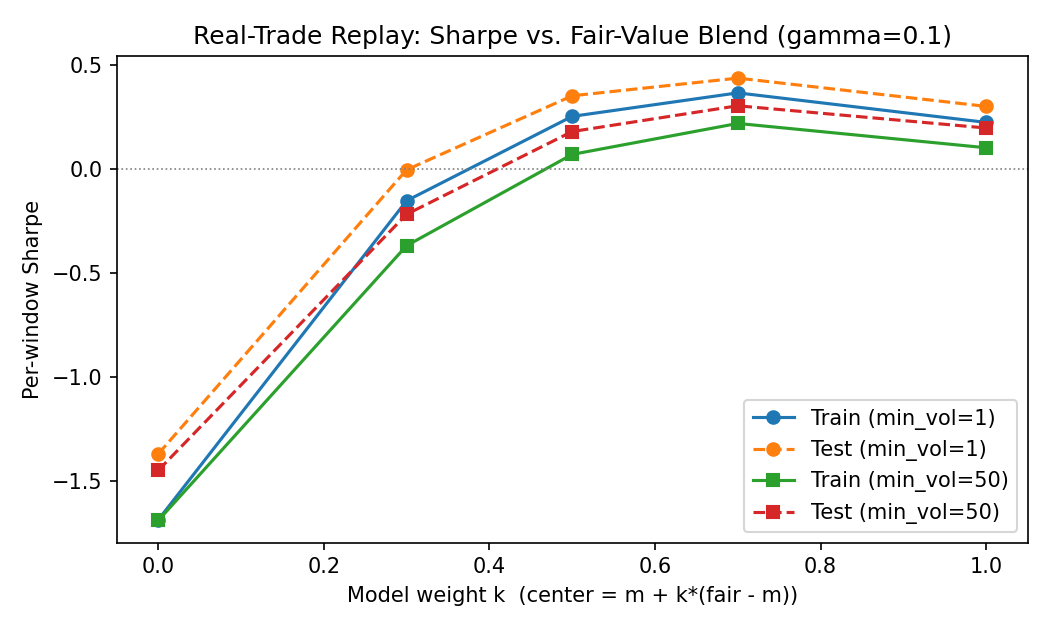 Real-Trade Replay: Sharpe vs. Fair-Value Blend (gamma=0.1)
0.5
0.0
−0.5
−1.0
−1.5
Per-window Sharpe
Train (min_vol=1)
Test (min_vol=1)
Train (min_vol=50)
Test (min_vol=50)
0.0 0.2 0.4 0.6 0.8 1.0
Model weight k  (center = m + k*(fair - m))